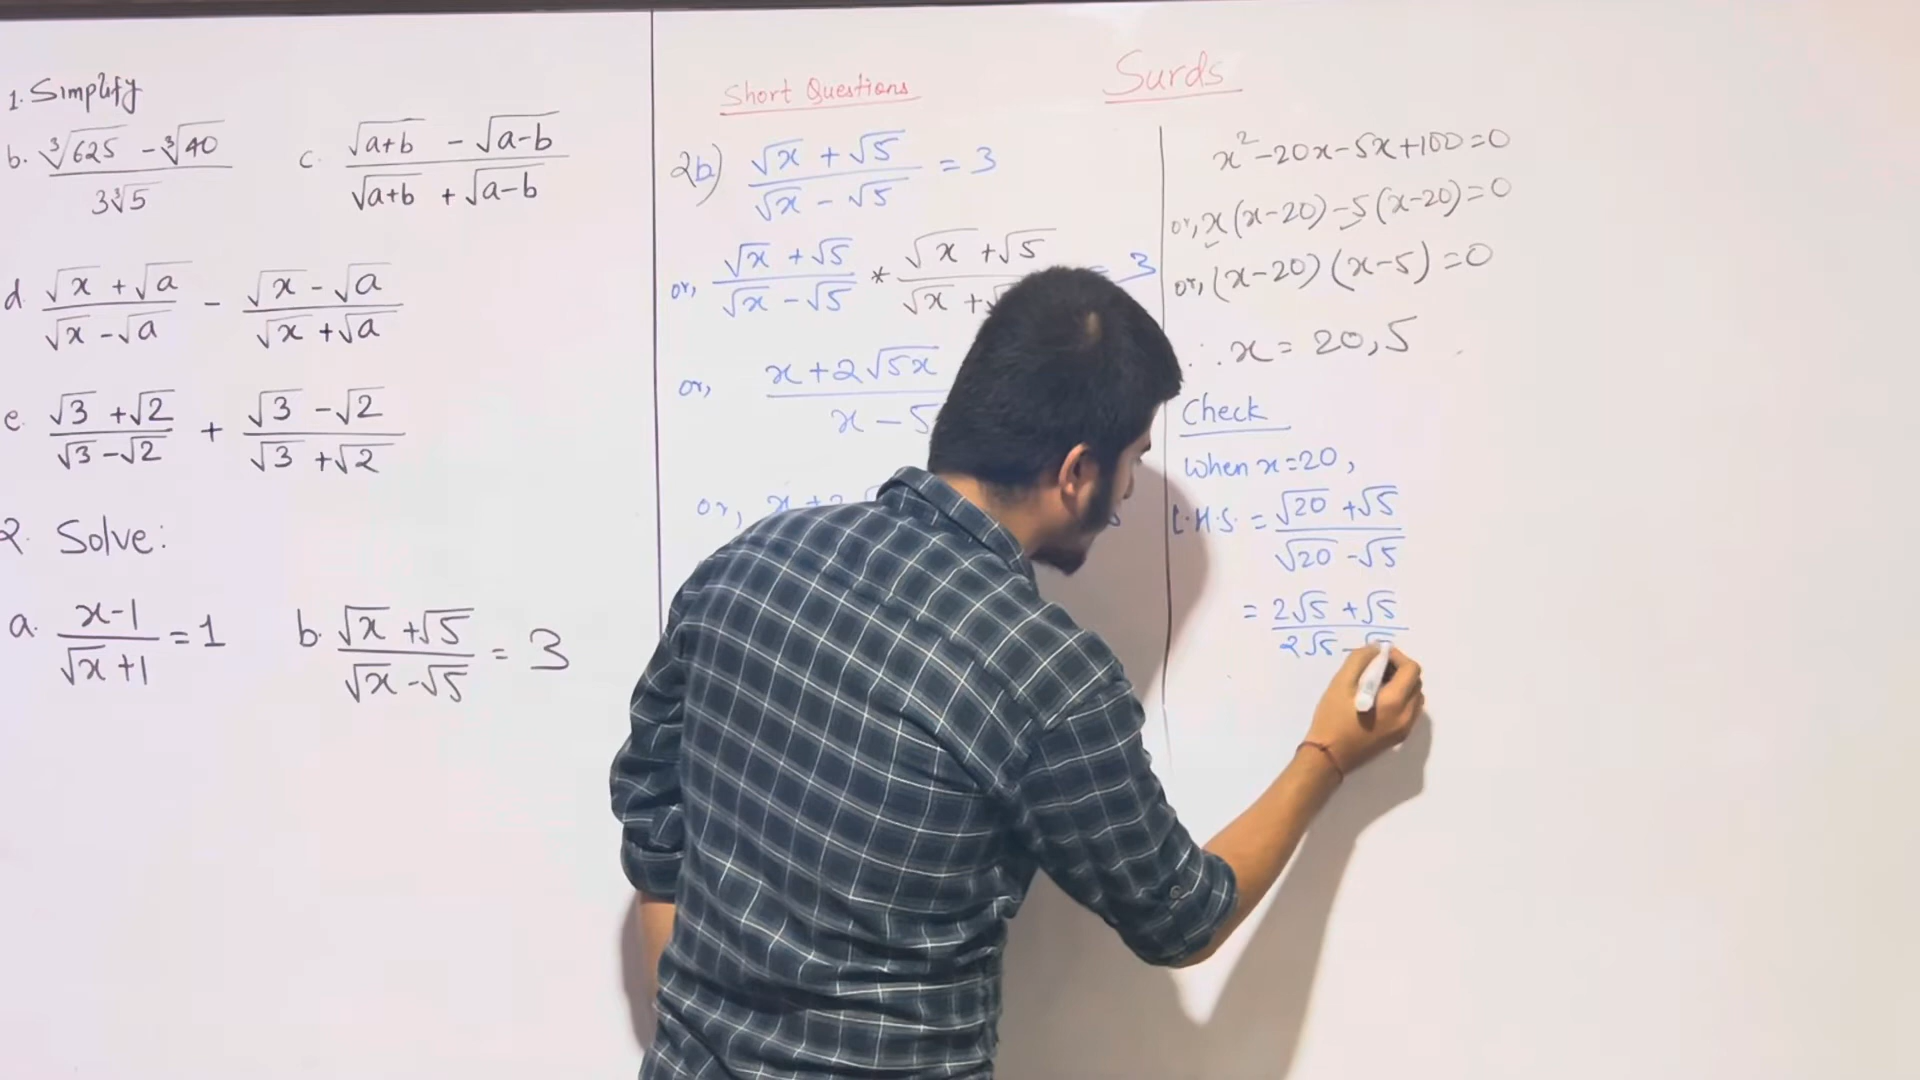 1. Simplify
b. (∛625 - ∛40)/(3∛5)
c. (√(a+b) - √(a-b))/(√(a+b) + √(a-b))
d. (√x + √a)/(√x - √a) - (√x - √a)/(√x + √a)
e. (√3 + √2)/(√3 - √2) + (√3 - √2)/(√3 + √2)
2. Solve:
a. (x-1)/(√x + 1) = 1
b. (√x + √5)/(√x - √5) = 3
Short Questions
2b) (√x + √5)/(√x - √5) = 3
or, (√x + √5)/(√x - √5) * (√x + √5)/(√x + = 3
or, (x + 2√5x)/(x - 5
or, x + 2
Surds
x² - 20x - 5x + 100 = 0
or, x(x-20) - 5(x-20) = 0
or, (x-20)(x-5) = 0
∴ x = 20, 5
Check
When x = 20,
L.H.S. = (√20 + √5)/(√20 - √5)
= (2√5 + √5)/(2√5 -